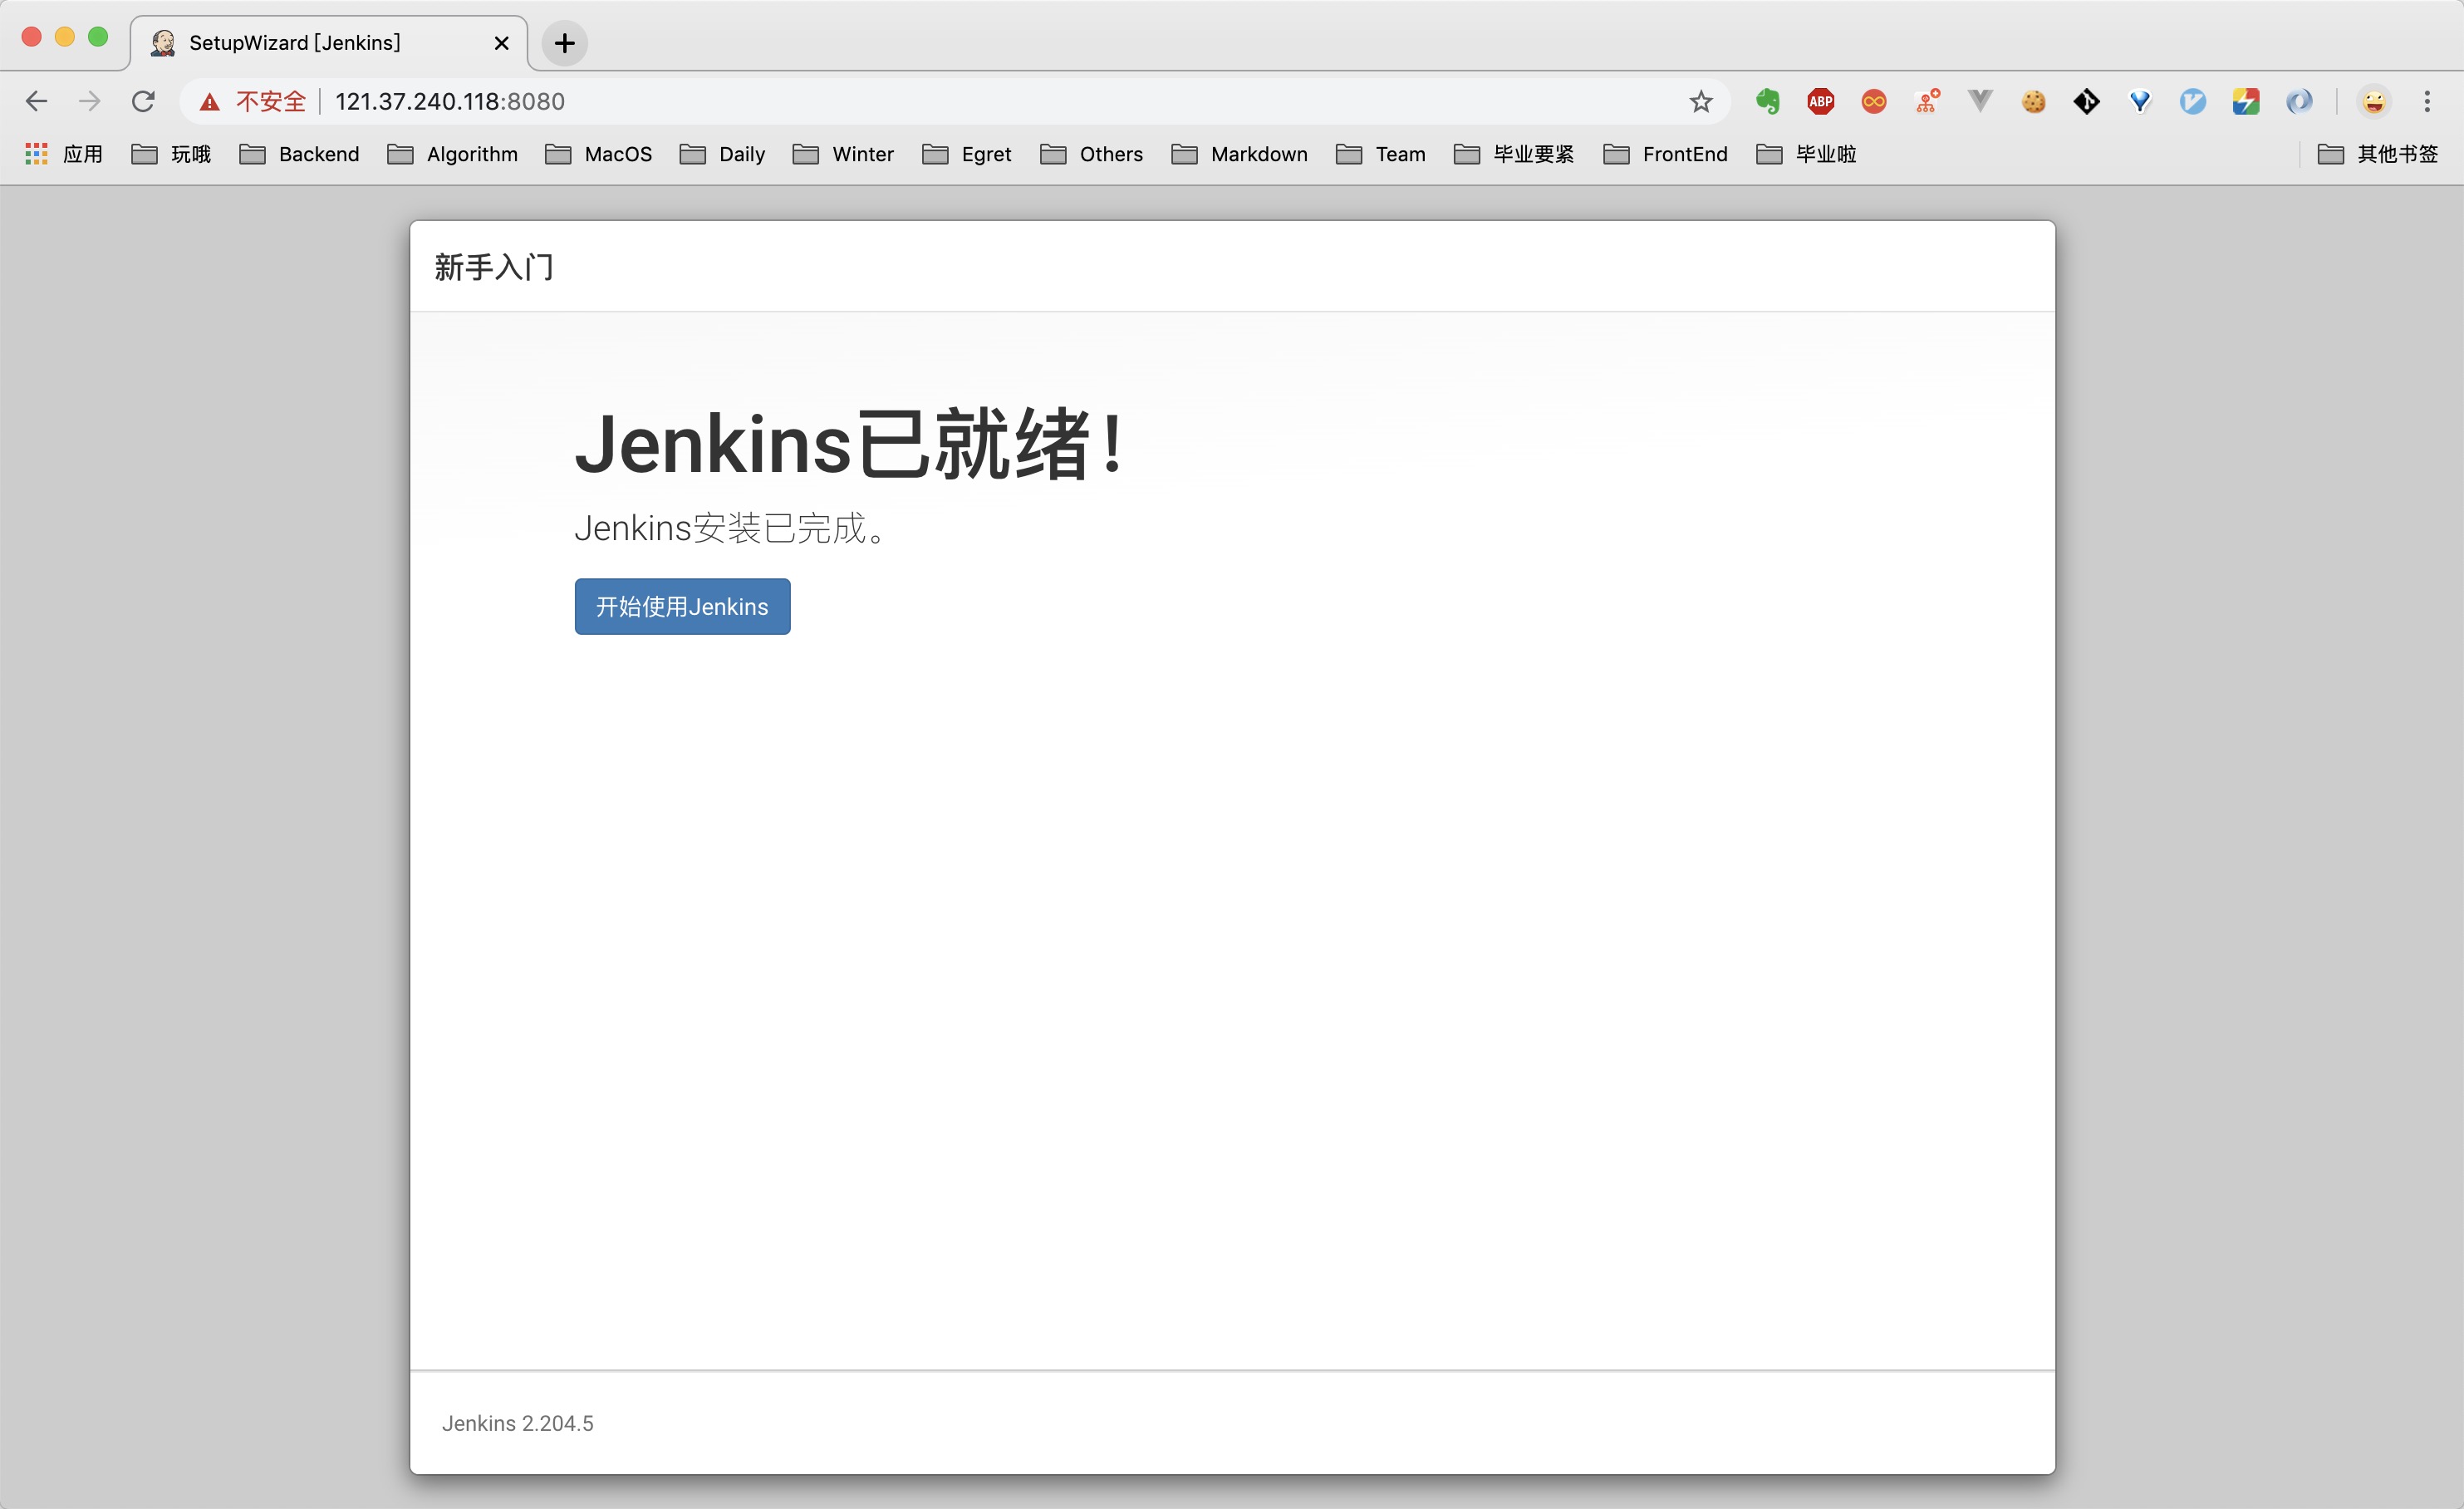 SetupWizard [Jenkins]
不安全 121.37.240.118:8080
ABP
应用 玩哦 Backend Algorithm MacOS Daily Winter Egret Others Markdown Team 毕业要紧 FrontEnd 毕业啦 其他书签
新手入门
Jenkins已就绪！
Jenkins安装已完成。
开始使用Jenkins
Jenkins 2.204.5